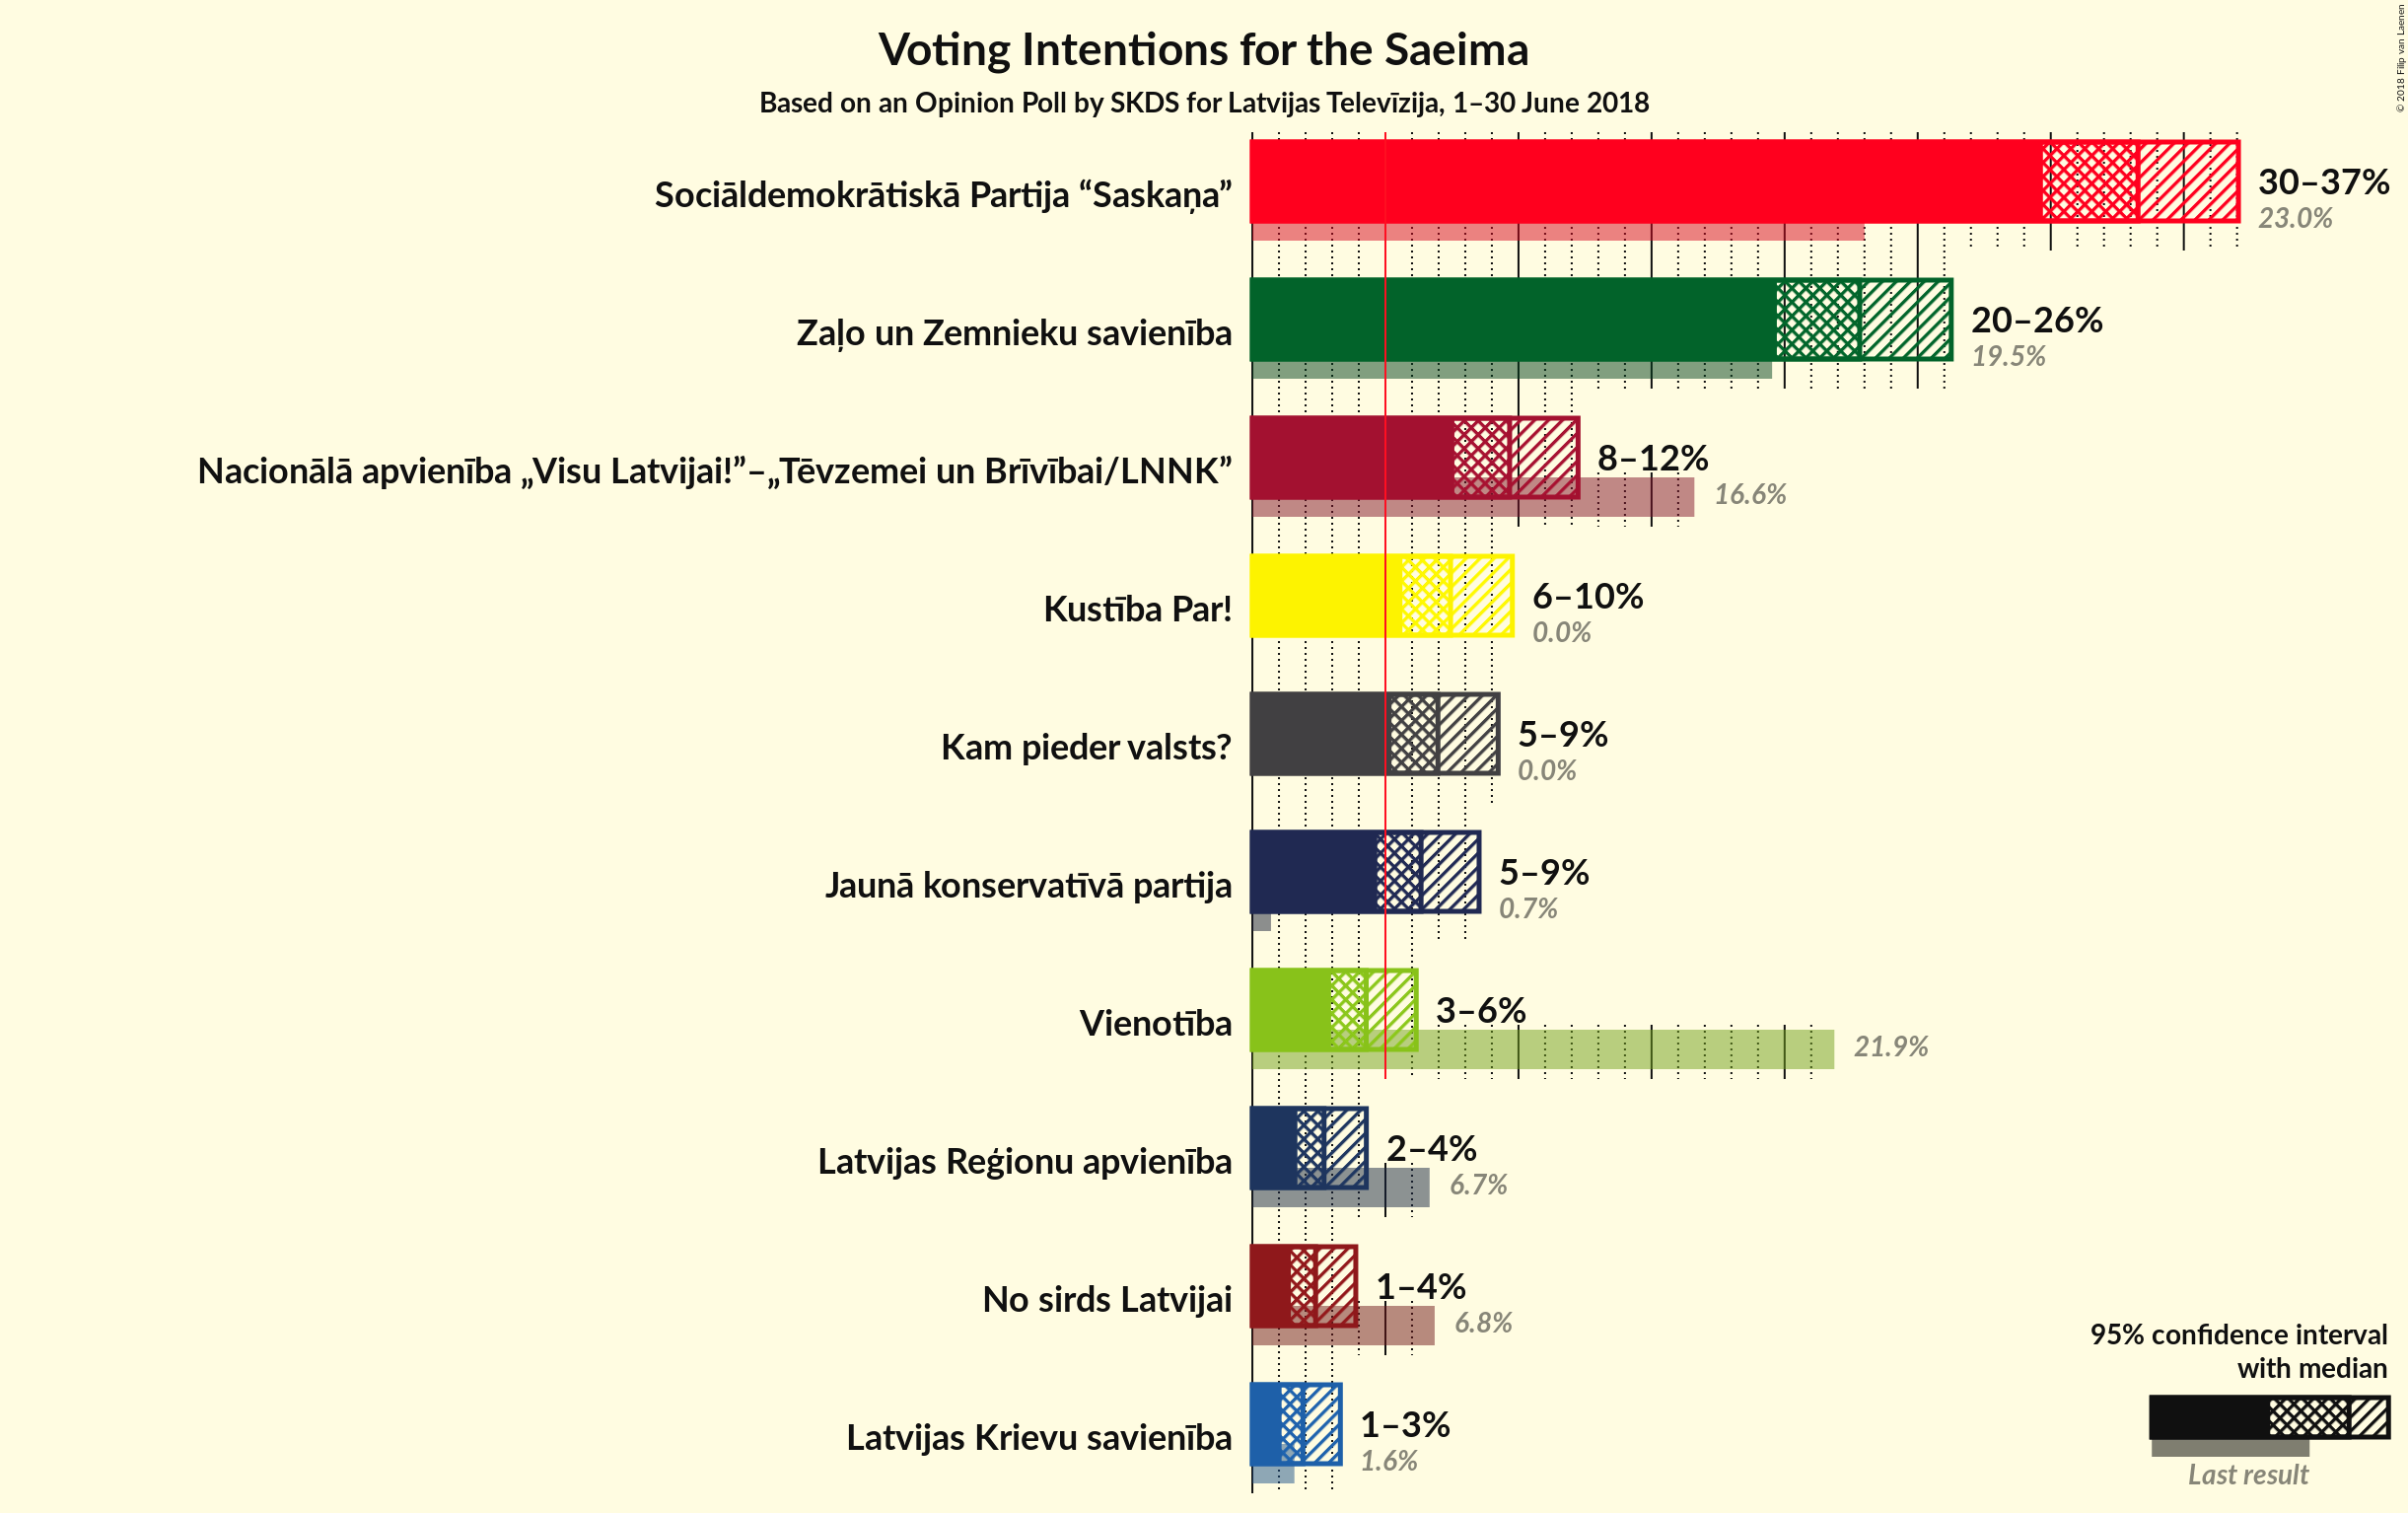 Voting Intentions for the Saeima
Based on an Opinion Poll by SKDS for Latvijas Televīzija, 1–30 June 2018
© 2018 Filip van Laenen
Sociāldemokrātiskā Partija “Saskaņa”
30–37%
23.0%
Zaļo un Zemnieku savienība
20–26%
19.5%
Nacionālā apvienība „Visu Latvijai!”–„Tēvzemei un Brīvībai/LNNK”
8–12%
16.6%
Kustība Par!
6–10%
0.0%
Kam pieder valsts?
5–9%
0.0%
Jaunā konservatīvā partija
5–9%
0.7%
Vienotība
3–6%
21.9%
Latvijas Reģionu apvienība
2–4%
6.7%
No sirds Latvijai
1–4%
6.8%
Latvijas Krievu savienība
1–3%
1.6%
95% confidence interval
with median
Last result